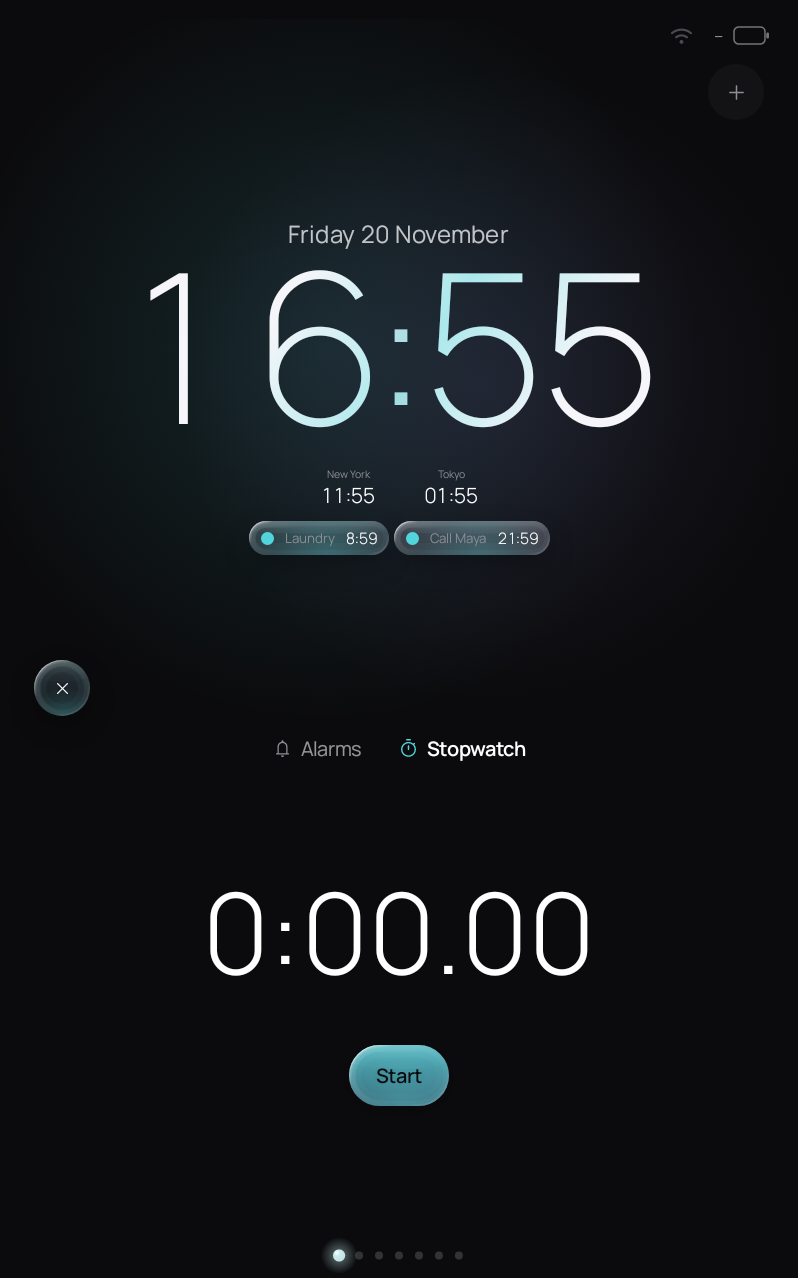 –
Friday 20 November
16:55
New York Tokyo
11:55 01:55
Laundry 8:59 Call Maya 21:59
Alarms Stopwatch
0:00.00
Start